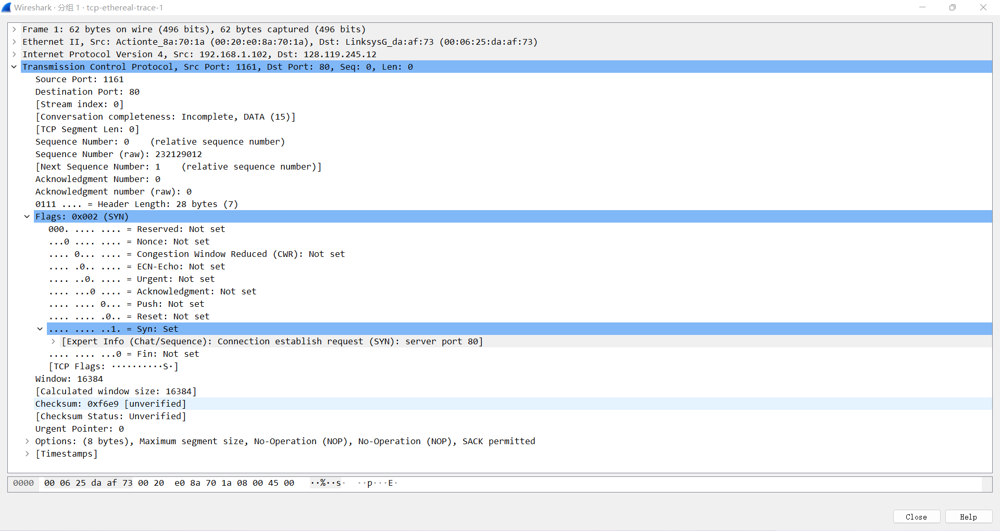 Wireshark · 分组 1 · tcp-ethereal-trace-1
Frame 1: 62 bytes on wire (496 bits), 62 bytes captured (496 bits)
Ethernet II, Src: Actionte_8a:70:1a (00:20:e0:8a:70:1a), Dst: LinksysG_da:af:73 (00:06:25:da:af:73)
Internet Protocol Version 4, Src: 192.168.1.102, Dst: 128.119.245.12
Transmission Control Protocol, Src Port: 1161, Dst Port: 80, Seq: 0, Len: 0
Source Port: 1161
Destination Port: 80
[Stream index: 0]
[Conversation completeness: Incomplete, DATA (15)]
[TCP Segment Len: 0]
Sequence Number: 0    (relative sequence number)
Sequence Number (raw): 232129012
[Next Sequence Number: 1    (relative sequence number)]
Acknowledgment Number: 0
Acknowledgment number (raw): 0
0111 .... = Header Length: 28 bytes (7)
Flags: 0x002 (SYN)
000. .... .... = Reserved: Not set
...0 .... .... = Nonce: Not set
.... 0... .... = Congestion Window Reduced (CWR): Not set
.... .0.. .... = ECN-Echo: Not set
.... ..0. .... = Urgent: Not set
.... ...0 .... = Acknowledgment: Not set
.... .... 0... = Push: Not set
.... .... .0.. = Reset: Not set
.... .... ..1. = Syn: Set
[Expert Info (Chat/Sequence): Connection establish request (SYN): server port 80]
.... .... ...0 = Fin: Not set
[TCP Flags: ··········S·]
Window: 16384
[Calculated window size: 16384]
Checksum: 0xf6e9 [unverified]
[Checksum Status: Unverified]
Urgent Pointer: 0
Options: (8 bytes), Maximum segment size, No-Operation (NOP), No-Operation (NOP), SACK permitted
[Timestamps]
0000 00 06 25 da af 73 00 20 e0 8a 70 1a 08 00 45 00 ··%··s· ··p···E·
Close
Help